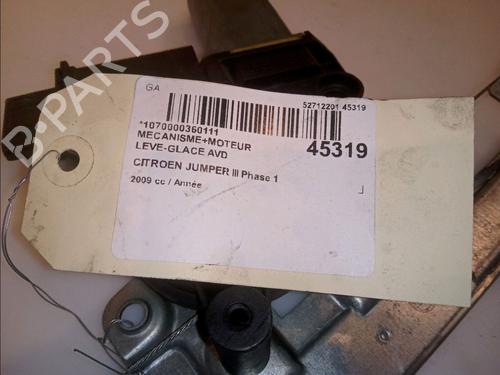 B-PARTS
GA
52712201 45319
*1070000360111
MECANISME+MOTEUR
LEVE-GLACE AVD
45319
CITROEN JUMPER III Phase 1
2009 cc / Année